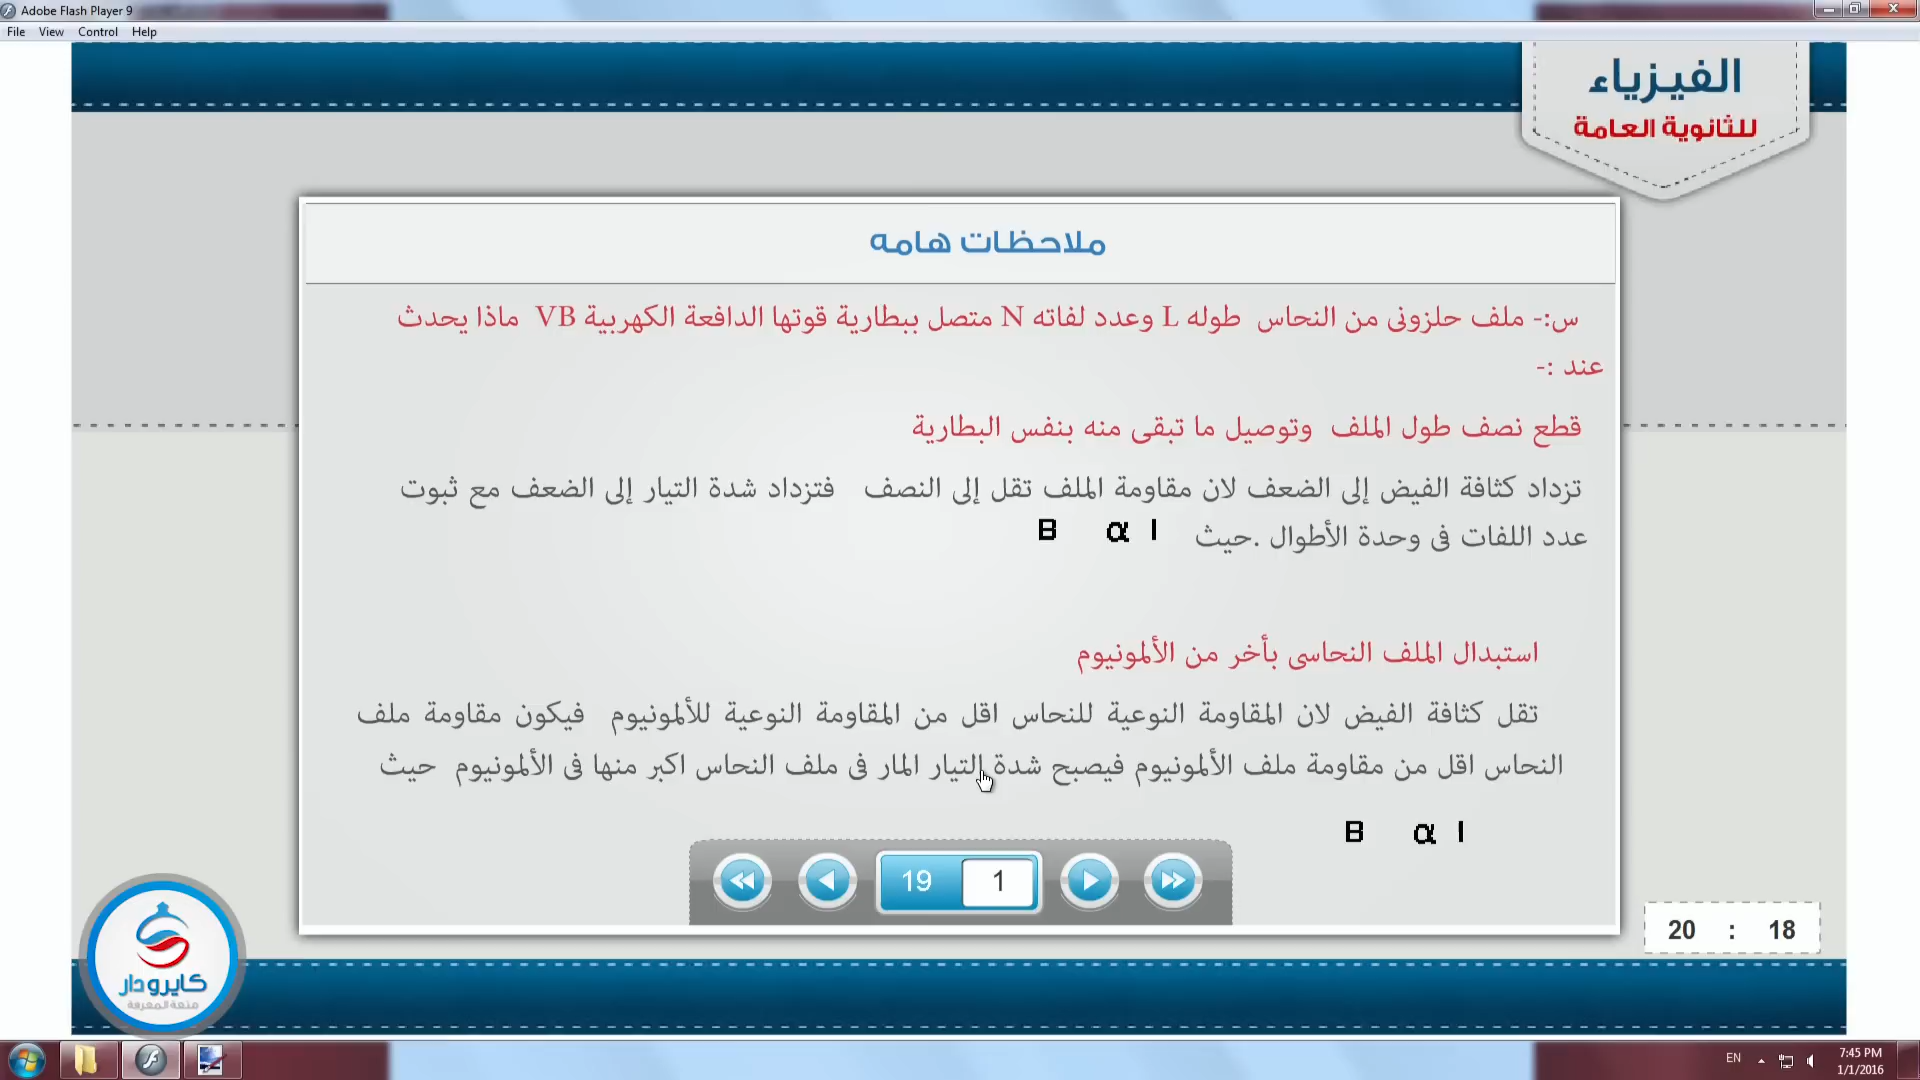 Adobe Flash Player 9
File View Control Help
الفيزياء
للثانوية العامة
ملاحظات هامه
س:- ملف حلزونى من النحاس طوله L وعدد لفاته N متصل ببطارية قوتها الدافعة الكهربية VB ماذا يحدث
عند :-
قطع نصف طول الملف وتوصيل ما تبقى منه بنفس البطارية
تزداد كثافة الفيض إلى الضعف لان مقاومة الملف تقل إلى النصف فتزداد شدة التيار إلى الضعف مع ثبوت
عدد اللفات فى وحدة الأطوال .حيث B α I
استبدال الملف النحاسى بأخر من الألمونيوم
تقل كثافة الفيض لان المقاومة النوعية للنحاس اقل من المقاومة النوعية للألمونيوم فيكون مقاومة ملف
النحاس اقل من مقاومة ملف الألمونيوم فيصبح شدة التيار المار فى ملف النحاس اكبر منها فى الألمونيوم حيث
B α I
19 1
20 : 18
كايرودار
متعة المعرفة
EN
7:45 PM
1/1/2016